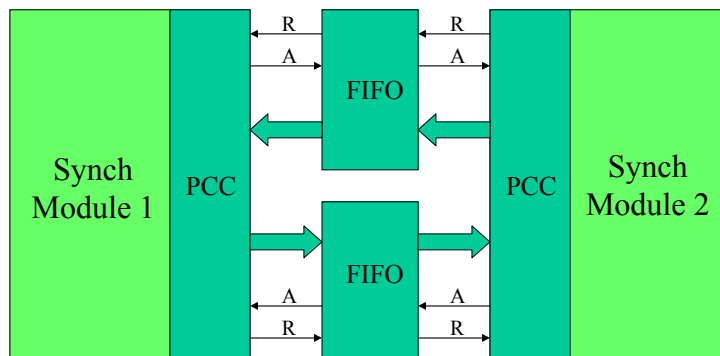 R
R
A
A
FIFO
Synch
Module 1
PCC
PCC
Synch
Module 2
FIFO
A
A
R
R